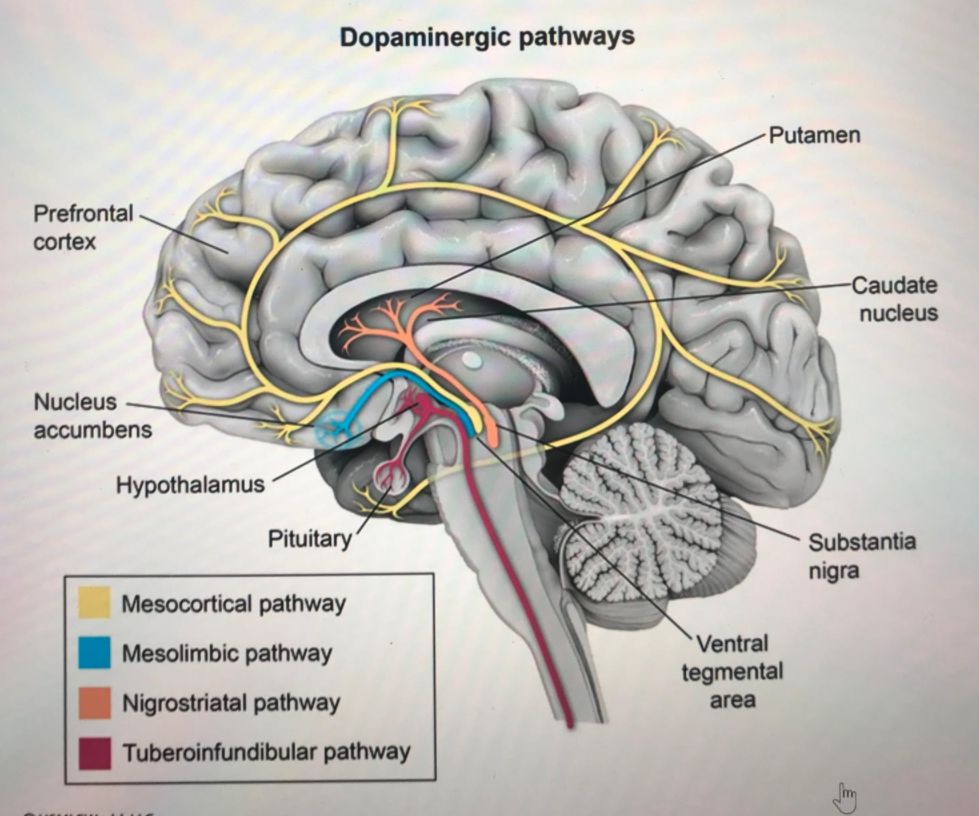 Dopaminergic pathways
Putamen
Prefrontal
cortex
Caudate
nucleus
Nucleus
accumbens
Hypothalamus
Pituitary
Substantia
nigra
Ventral
tegmental
area
Mesocortical pathway
Mesolimbic pathway
Nigrostriatal pathway
Tuberoinfundibular pathway